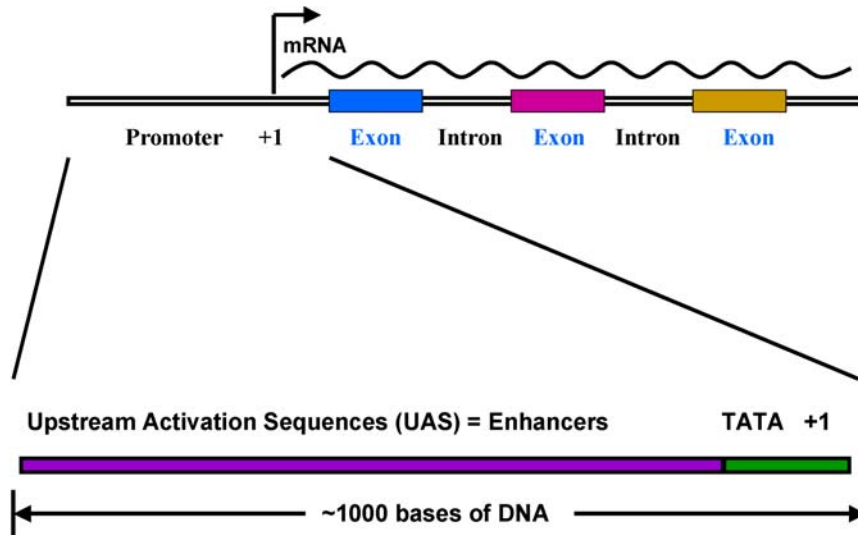 mRNA
Promoter +1 Exon Intron Exon Intron Exon
Upstream Activation Sequences (UAS) = Enhancers TATA +1
~1000 bases of DNA